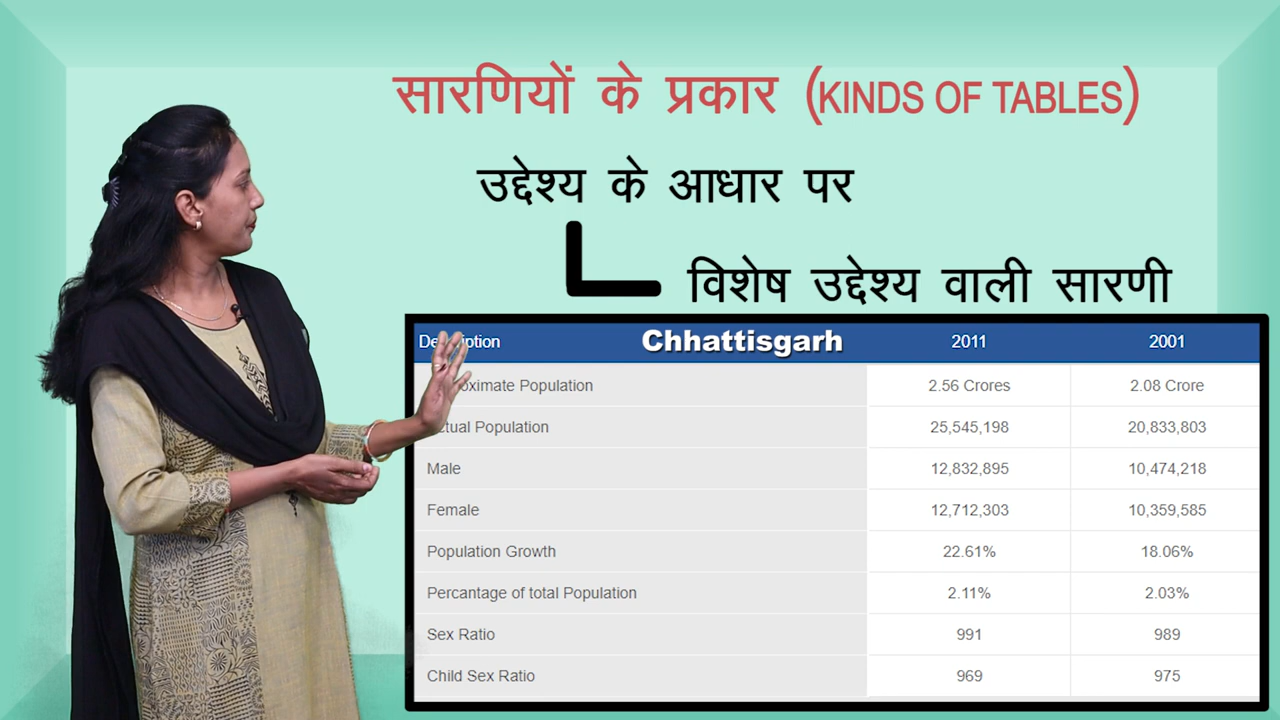 सारणियों के प्रकार (KINDS OF TABLES)
उद्देश्य के आधार पर
विशेष उद्देश्य वाली सारणी
Chhattisgarh 2011 2001
Population 2.56 Crores 2.08 Crore
Population 25,545,198 20,833,803
Male 12,832,895 10,474,218
Female 12,712,303 10,359,585
Population Growth 22.61% 18.06%
Percentage of total Population 2.11% 2.03%
Sex Ratio 991 989
Child Sex Ratio 969 975